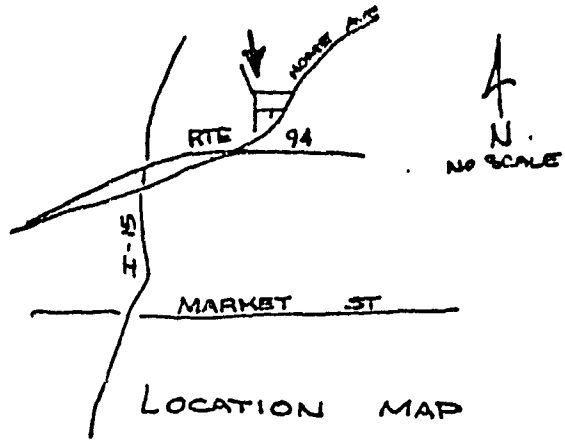 HOME AVE
RTE 94
N.
NO SCALE
I-15
MARKET ST
LOCATION MAP